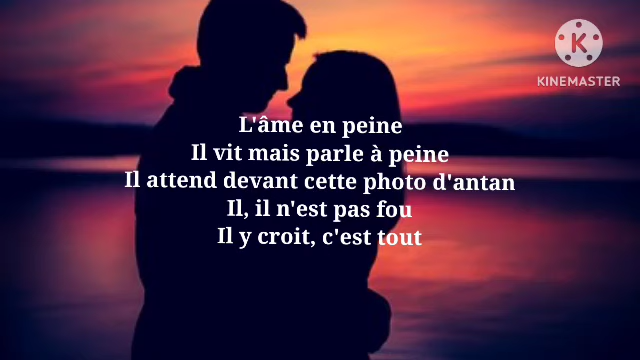 K
KINEMASTER
L'âme en peine
Il vit mais parle à peine
Il attend devant cette photo d'antan
Il, il n'est pas fou
Il y croit, c'est tout